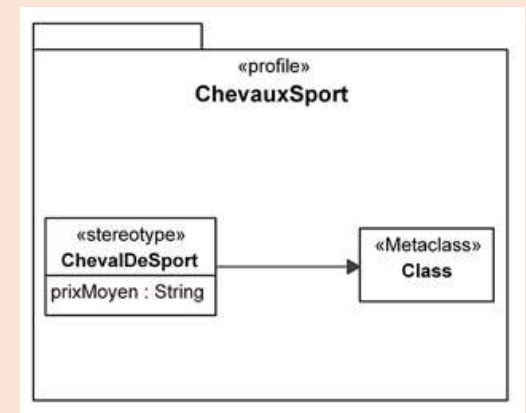 «profile»
ChevauxSport
«stereotype»
ChevalDeSport
prixMoyen : String
«Metaclass»
Class